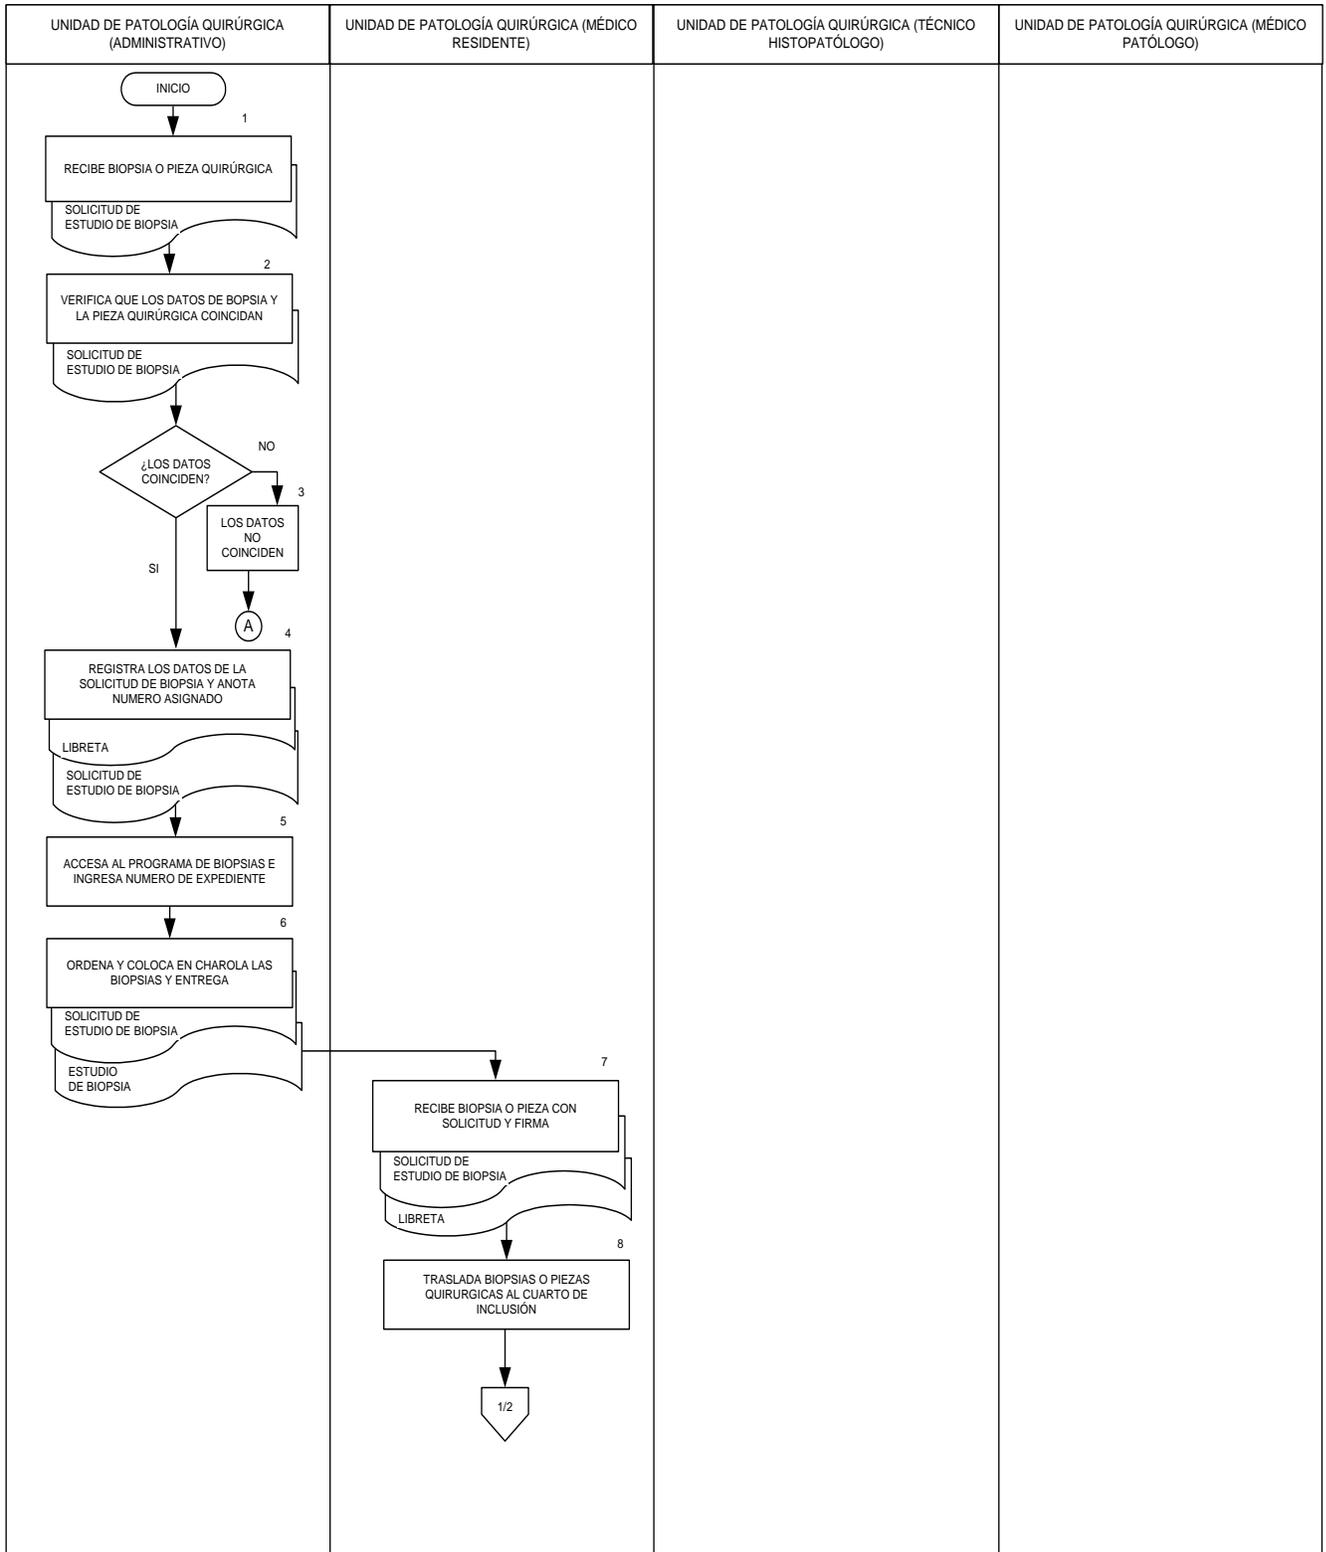 UNIDAD DE PATOLOGÍA QUIRÚRGICA
(ADMINISTRATIVO)
UNIDAD DE PATOLOGÍA QUIRÚRGICA (MÉDICO
RESIDENTE)
UNIDAD DE PATOLOGÍA QUIRÚRGICA (TÉCNICO
HISTOPATÓLOGO)
UNIDAD DE PATOLOGÍA QUIRÚRGICA (MÉDICO
PATÓLOGO)
INICIO
1
RECIBE BIOPSIA O PIEZA QUIRÚRGICA
SOLICITUD DE
ESTUDIO DE BIOPSIA
2
VERIFICA QUE LOS DATOS DE BOPSIA Y
LA PIEZA QUIRÚRGICA COINCIDAN
SOLICITUD DE
ESTUDIO DE BIOPSIA
¿LOS DATOS
COINCIDEN?
NO
3
LOS DATOS
NO
COINCIDEN
SI
A
4
REGISTRA LOS DATOS DE LA
SOLICITUD DE BIOPSIA Y ANOTA
NUMERO ASIGNADO
LIBRETA
SOLICITUD DE
ESTUDIO DE BIOPSIA
5
ACCESA AL PROGRAMA DE BIOPSIAS E
INGRESA NUMERO DE EXPEDIENTE
6
ORDENA Y COLOCA EN CHAROLA LAS
BIOPSIAS Y ENTREGA
SOLICITUD DE
ESTUDIO DE BIOPSIA
ESTUDIO
DE BIOPSIA
7
RECIBE BIOPSIA O PIEZA CON
SOLICITUD Y FIRMA
SOLICITUD DE
ESTUDIO DE BIOPSIA
LIBRETA
8
TRASLADA BIOPSIAS O PIEZAS
QUIRURGICAS AL CUARTO DE
INCLUSIÓN
1/2